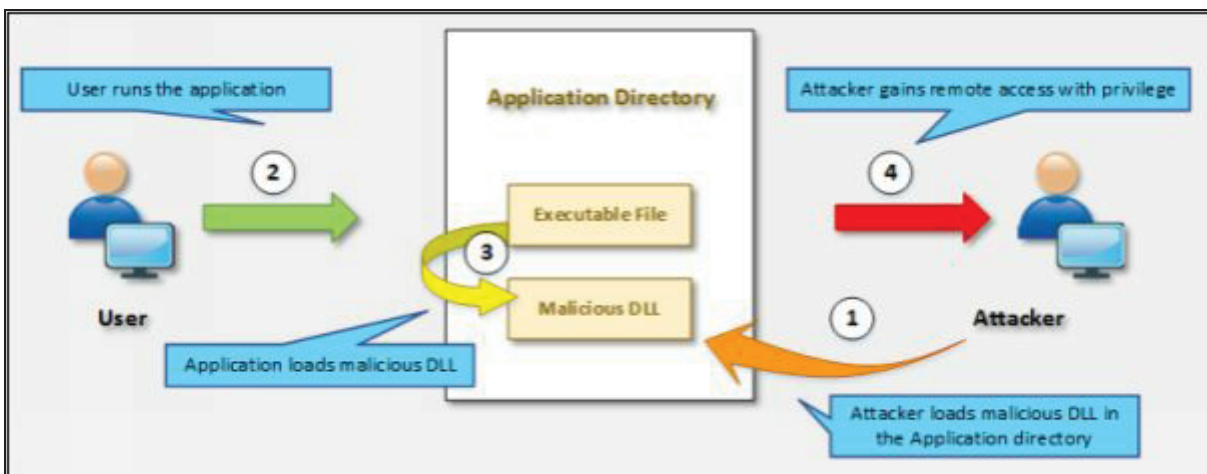 User runs the application
Application Directory
Attacker gains remote access with privilege
2
4
Executable File
3
Malicious DLL
User
1
Attacker
Application loads malicious DLL
Attacker loads malicious DLL in
the Application directory